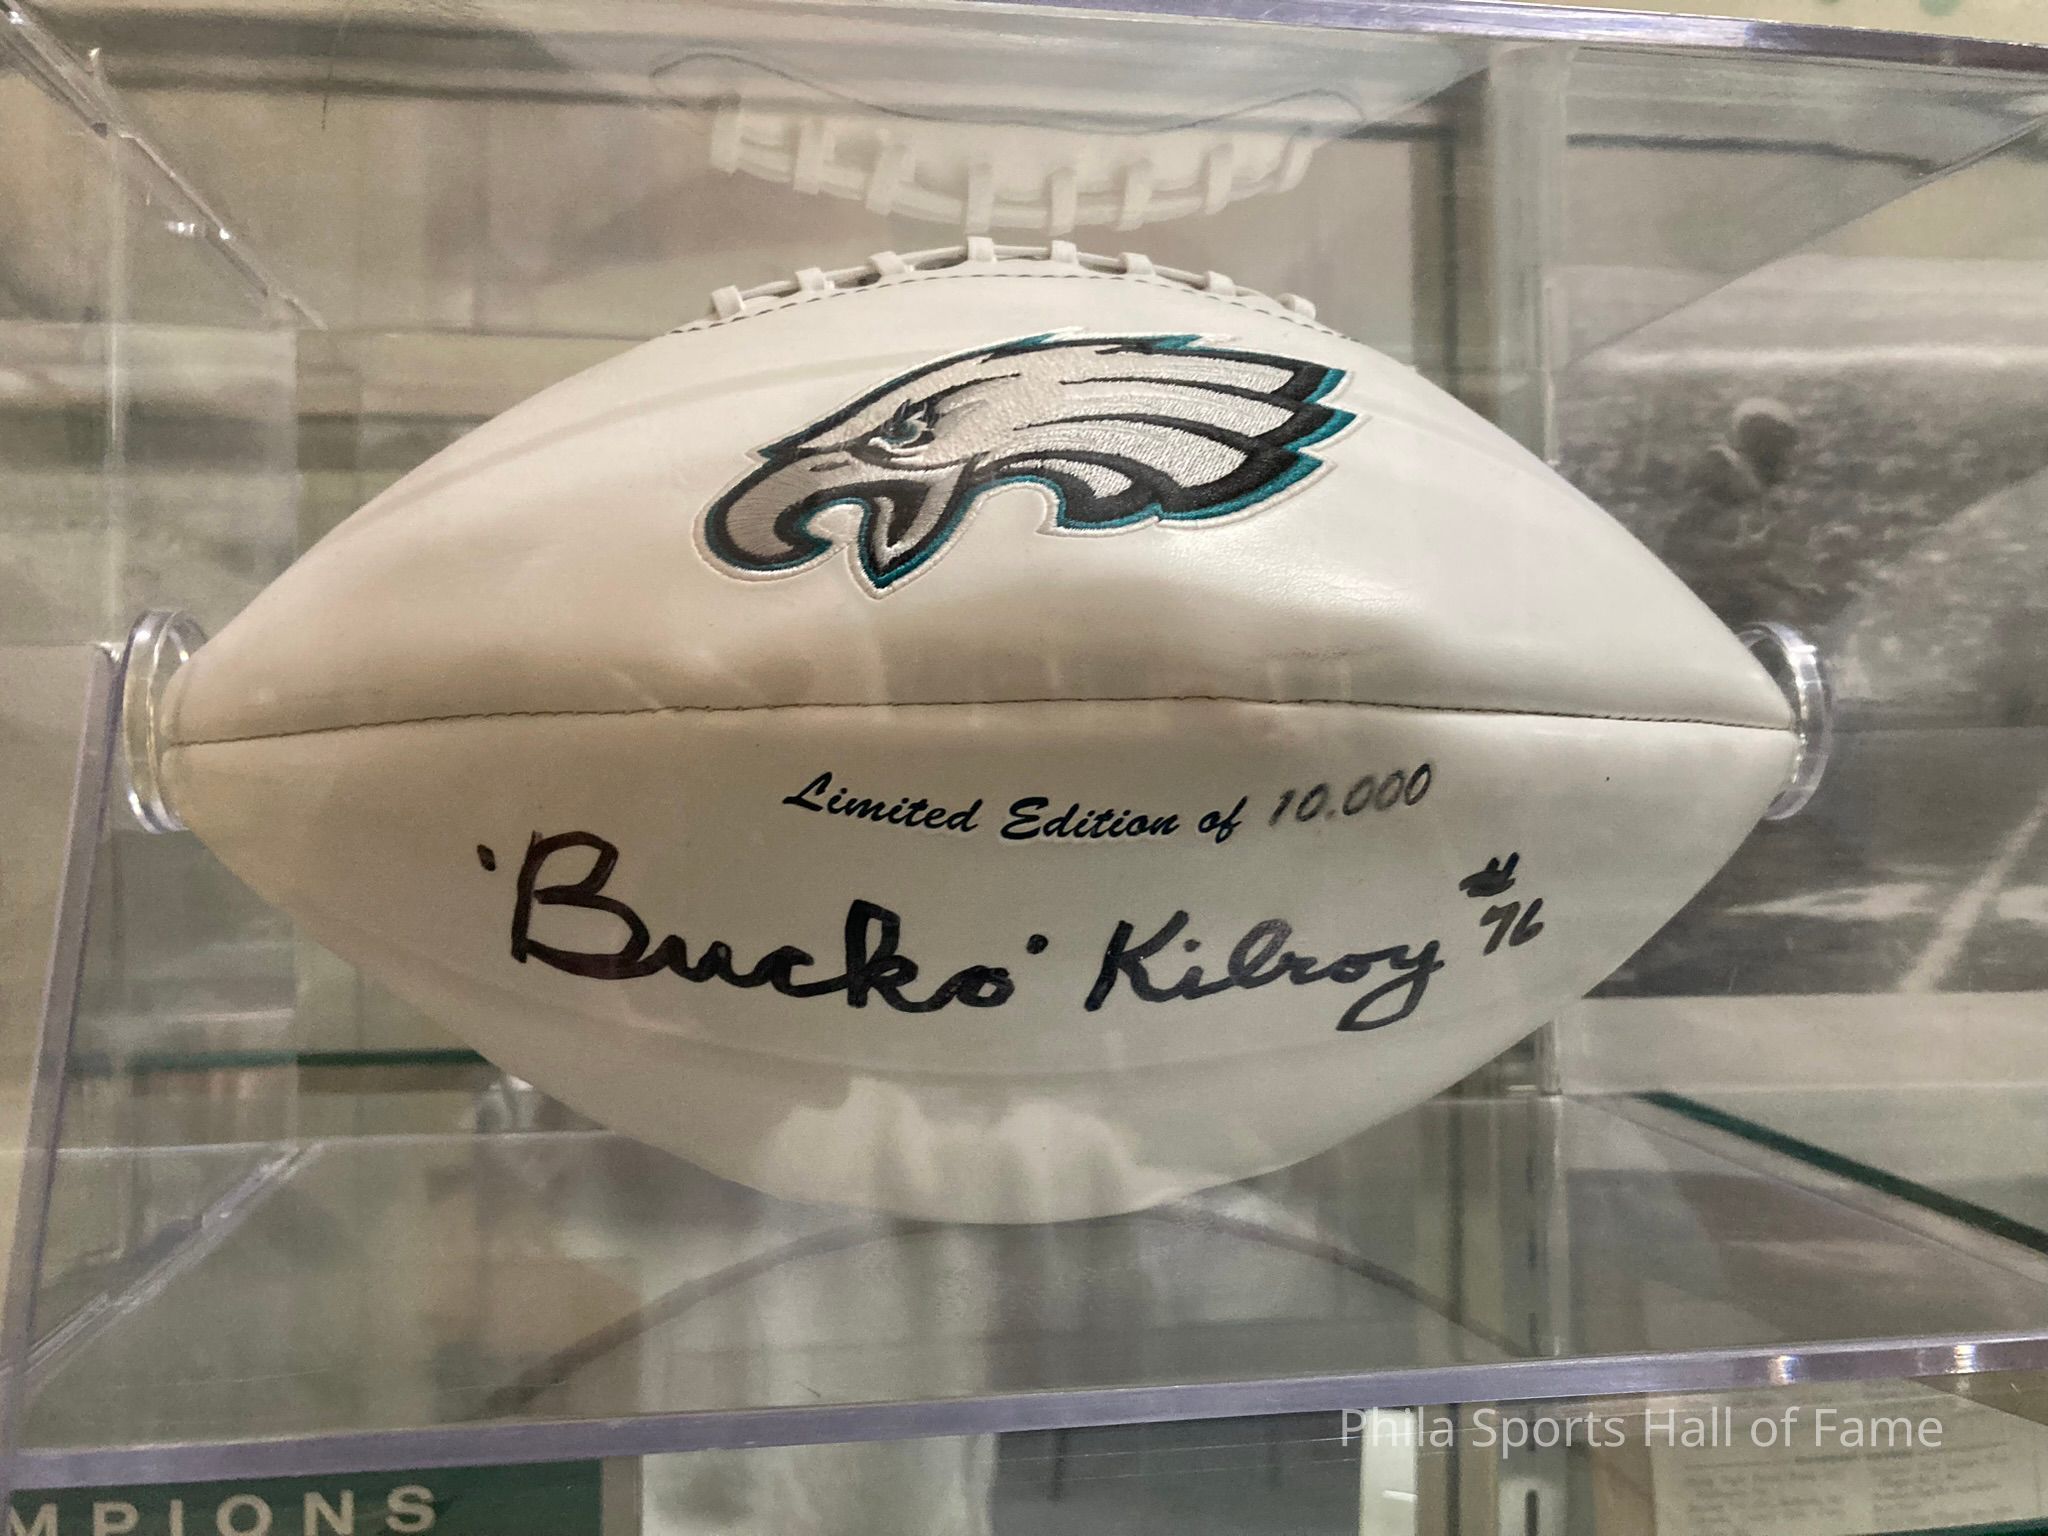 Limited Edition of 10.000
"Bucko" Kilroy #76
Phila Sports Hall of Fame
MPIONS